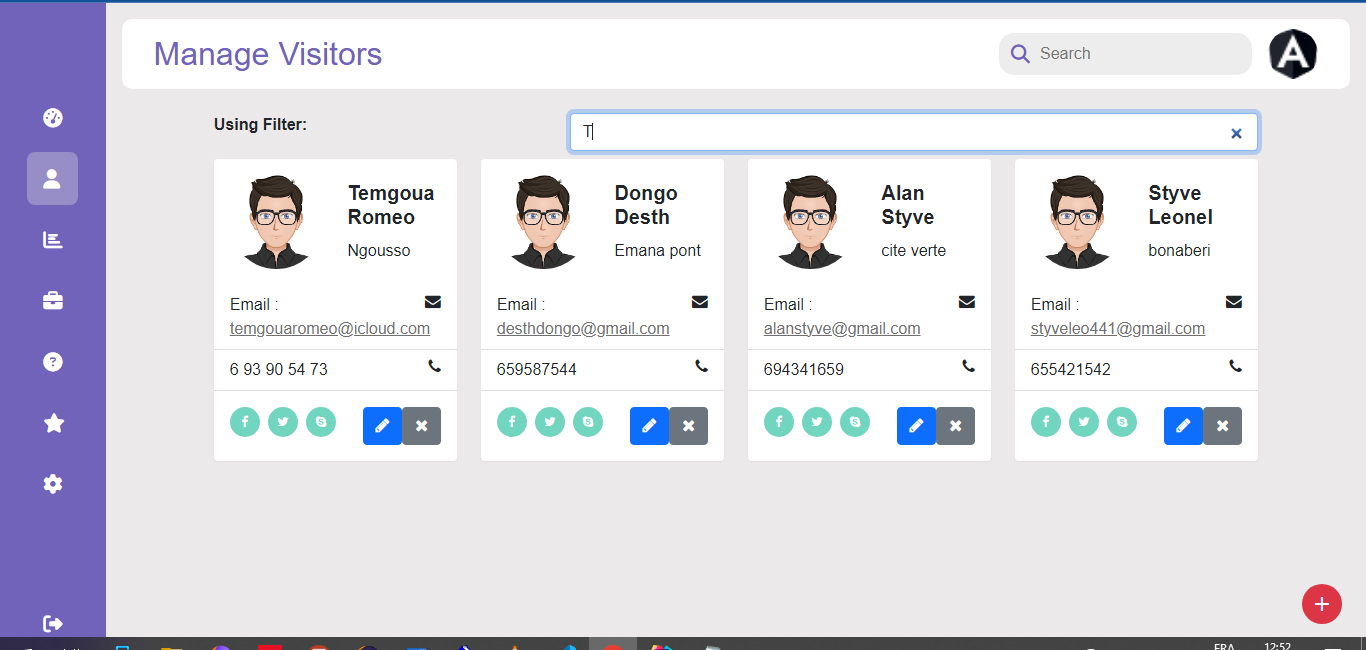 Manage Visitors
Search
Using Filter:
T
Temgoua
Romeo
Ngousso
Email :
temgouaromeo@icloud.com
6 93 90 54 73
Dongo
Desth
Emana pont
Email :
desthdongo@gmail.com
659587544
Alan
Styve
cite verte
Email :
alanstyve@gmail.com
694341659
Styve
Leonel
bonaberi
Email :
styveleo441@gmail.com
655421542
FRA
12:52